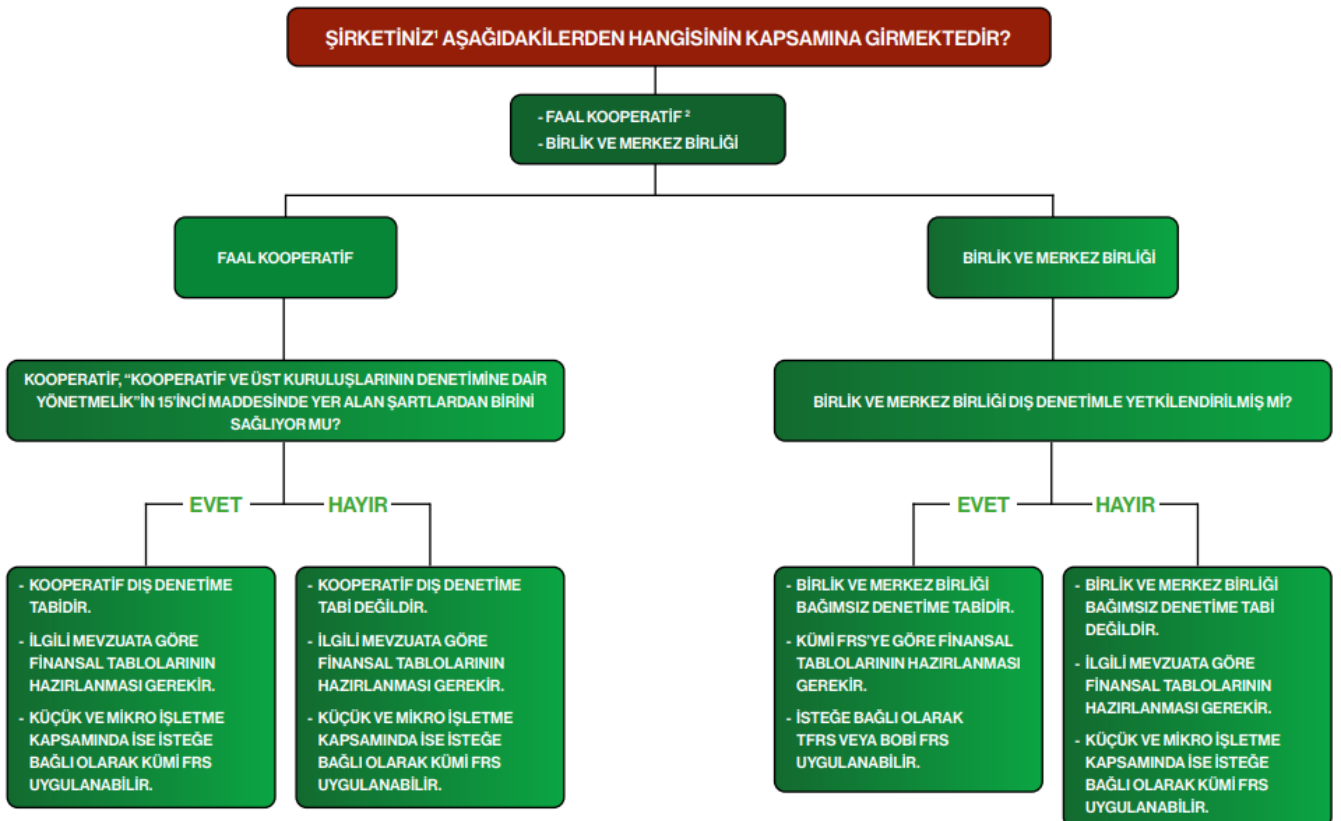 ŞİRKETİNİZ¹ AŞAĞIDAKİLERDEN HANGİSİNİN KAPSAMINA GİRMEKTEDİR?
- FAAL KOOPERATİF ²
- BİRLİK VE MERKEZ BİRLİĞİ
FAAL KOOPERATİF
BİRLİK VE MERKEZ BİRLİĞİ
KOOPERATİF, “KOOPERATİF VE ÜST KURULUŞLARININ DENETİMİNE DAİR
YÖNETMELİK”İN 15’İNCİ MADDESİNDE YER ALAN ŞARTLARDAN BİRİNİ
SAĞLIYOR MU?
BİRLİK VE MERKEZ BİRLİĞİ DIŞ DENETİMLE YETKİLENDİRİLMİŞ Mİ?
EVET
HAYIR
EVET
HAYIR
- KOOPERATİF DIŞ DENETİME
TABİDİR.
- İLGİLİ MEVZUATA GÖRE
FİNANSAL TABLOLARININ
HAZIRLANMASI GEREKİR.
- KÜÇÜK VE MİKRO İŞLETME
KAPSAMINDA İSE İSTEĞE
BAĞLI OLARAK KÜMİ FRS
UYGULANABİLİR.
- KOOPERATİF DIŞ DENETİME
TABİ DEĞİLDİR.
- İLGİLİ MEVZUATA GÖRE
FİNANSAL TABLOLARININ
HAZIRLANMASI GEREKİR.
- KÜÇÜK VE MİKRO İŞLETME
KAPSAMINDA İSE İSTEĞE
BAĞLI OLARAK KÜMİ FRS
UYGULANABİLİR.
- BİRLİK VE MERKEZ BİRLİĞİ
BAĞIMSIZ DENETİME TABİDİR.
- KÜMİ FRS’YE GÖRE FİNANSAL
TABLOLARININ HAZIRLANMASI
GEREKİR.
- İSTEĞE BAĞLI OLARAK
TFRS VEYA BOBİ FRS
UYGULANABİLİR.
- BİRLİK VE MERKEZ BİRLİĞİ
BAĞIMSIZ DENETİME TABİ
DEĞİLDİR.
- İLGİLİ MEVZUATA GÖRE
FİNANSAL TABLOLARININ
HAZIRLANMASI GEREKİR.
- KÜÇÜK VE MİKRO İŞLETME
KAPSAMINDA İSE İSTEĞE
BAĞLI OLARAK KÜMİ FRS
UYGULANABİLİR.